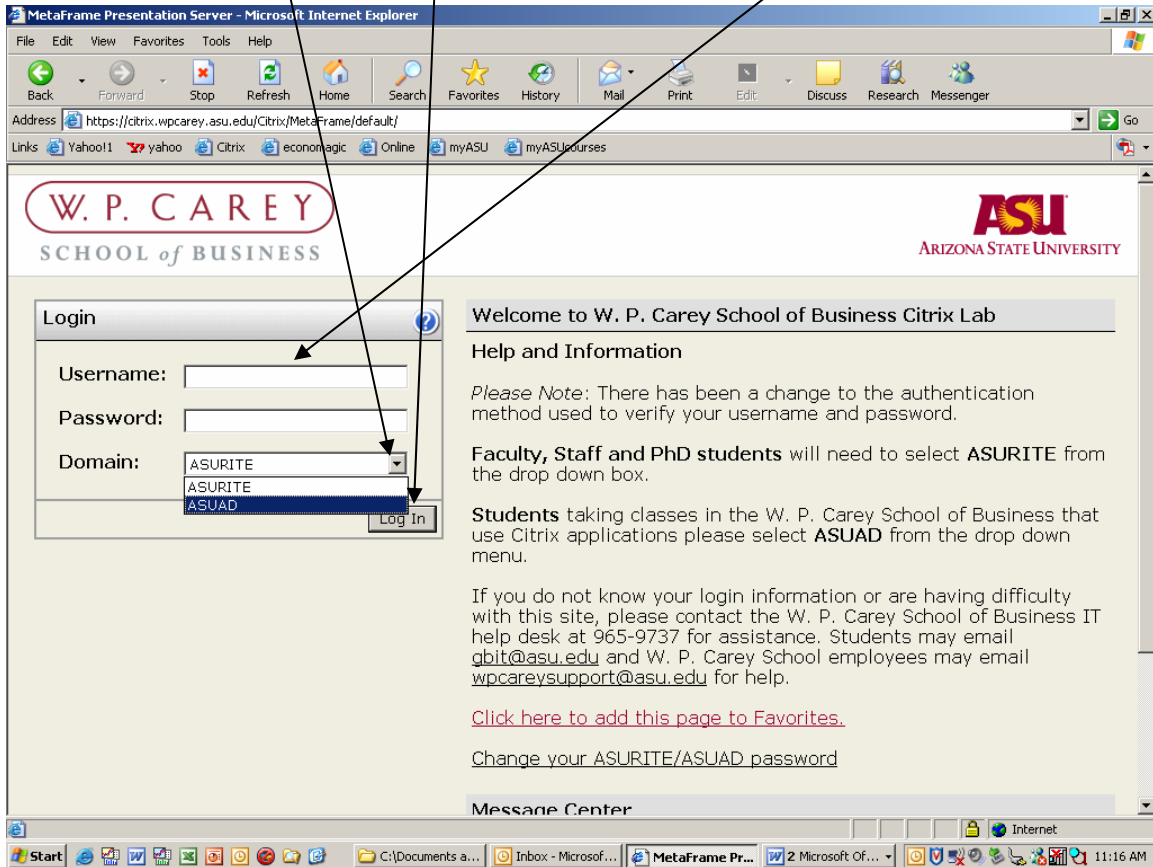 MetaFrame Presentation Server - Microsoft Internet Explorer
File Edit View Favorites Tools Help
Back Forward Stop Refresh Home Search Favorites History Mail Print Edit Discuss Research Messenger
Address https://citrix.wpcarey.asu.edu/Citrix/MetaFrame/default/ Go
Links Yahoo!1 yahoo Citrix economagic Online myASU myASUcourses
W. P. CAREY
SCHOOL of BUSINESS
ASU
ARIZONA STATE UNIVERSITY
Login
Username:
Password:
Domain: ASURITE
ASURITE
ASUAD
Log In
Welcome to W. P. Carey School of Business Citrix Lab
Help and Information
Please Note: There has been a change to the authentication
method used to verify your username and password.
Faculty, Staff and PhD students will need to select ASURITE from
the drop down box.
Students taking classes in the W. P. Carey School of Business that
use Citrix applications please select ASUAD from the drop down
menu.
If you do not know your login information or are having difficulty
with this site, please contact the W. P. Carey School of Business IT
help desk at 965-9737 for assistance. Students may email
gbit@asu.edu and W. P. Carey School employees may email
wpcareysupport@asu.edu for help.
Click here to add this page to Favorites.
Change your ASURITE/ASUAD password
Message Center
Internet
Start C:\Documents a... Inbox - Microsof... MetaFrame Pr... 2 Microsoft Of... 11:16 AM